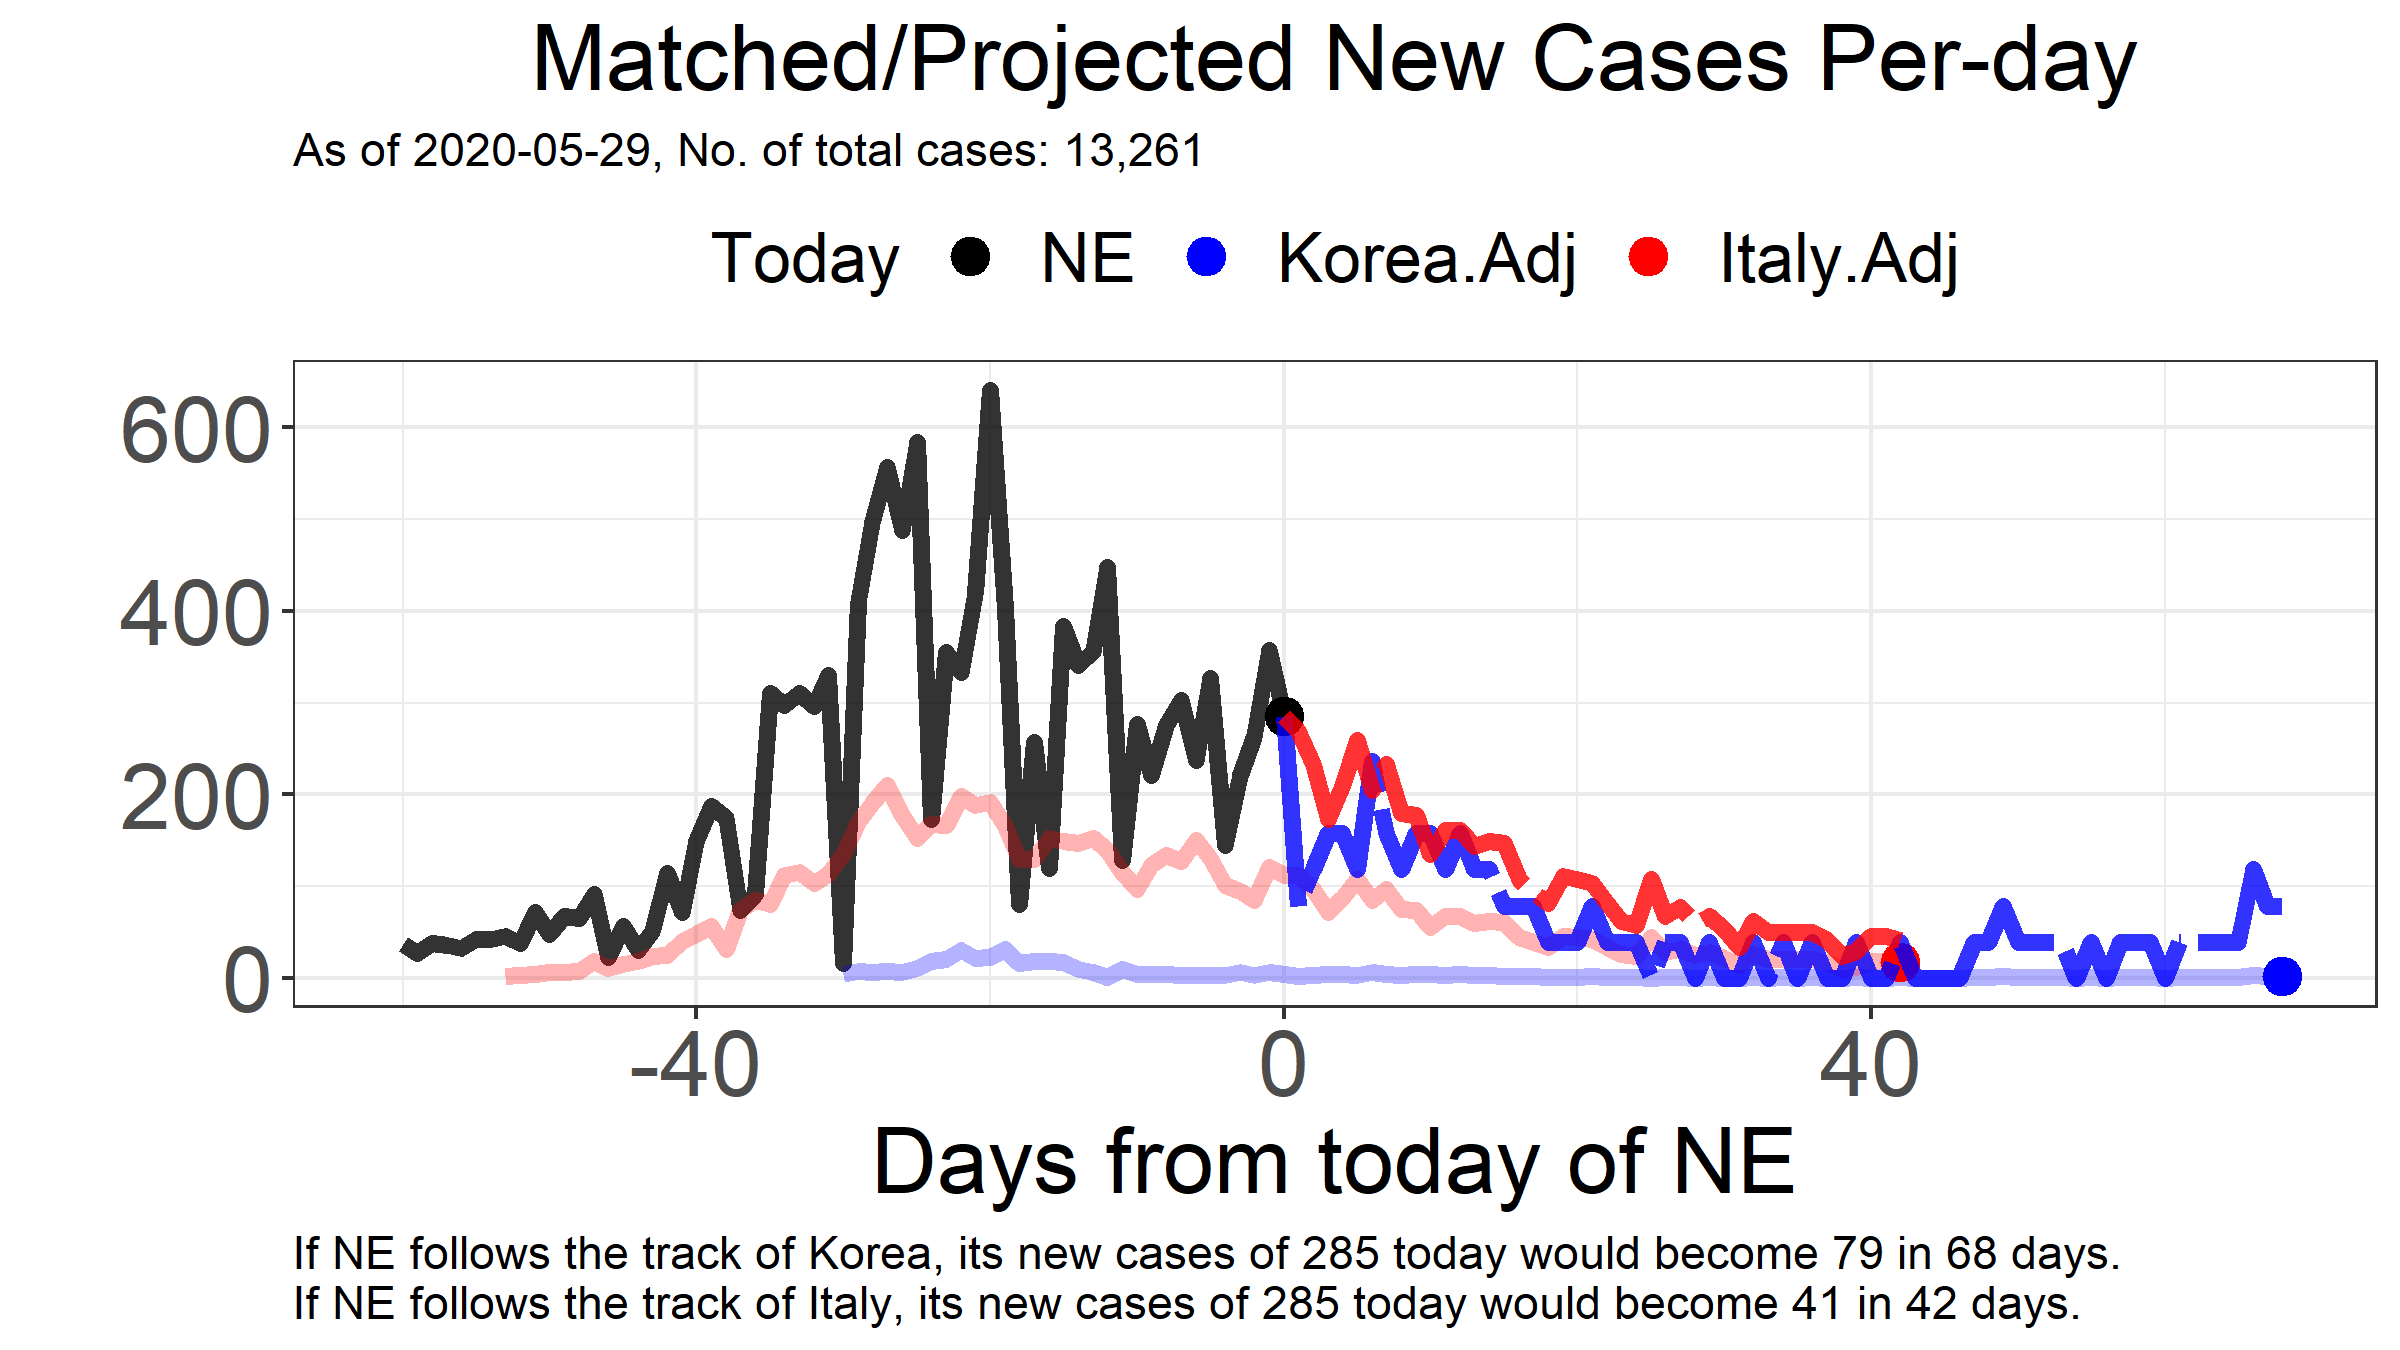 Matched/Projected New Cases Per-day
As of 2020-05-29, No. of total cases: 13,261
Today NE Korea.Adj Italy.Adj
600
400
200
0
-40 0 40
Days from today of NE
If NE follows the track of Korea, its new cases of 285 today would become 79 in 68 days.
If NE follows the track of Italy, its new cases of 285 today would become 41 in 42 days.